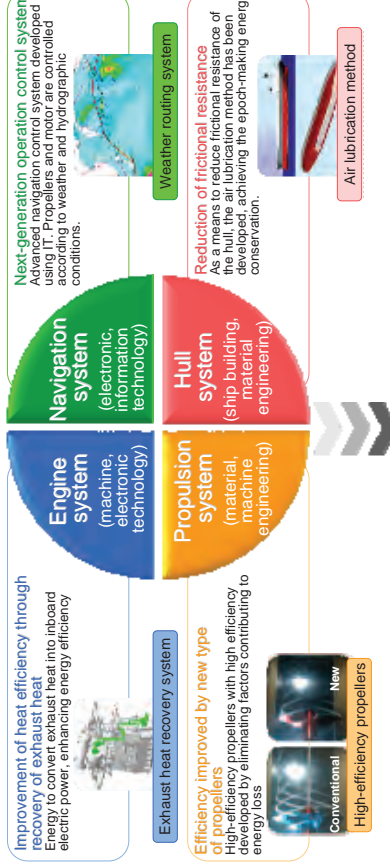 Improvement of heat efficiency through
recovery of exhaust heat
Energy to convert exhaust heat into inboard
electric power, enhancing energy efficiency
Exhaust heat recovery system
Engine
system
(machine,
electronic
technology)
Navigation
system
(electronic,
information
technology)
Next-generation operation control system
Advanced navigation control system developed
using IT. Propellers and motor are controlled
according to weather and hydrographic
conditions.
Weather routing system
Efficiency improved by new type
of propellers
High-efficiency propellers with high efficiency
developed by eliminating factors contributing to
energy loss
Conventional
New
High-efficiency propellers
Propulsion
system
(material,
machine
engineering)
Hull
system
(ship building,
material
engineering)
Reduction of frictional resistance
As a means to reduce frictional resistance of
the hull, the air lubrication method has been
developed, achieving the epoch-making energy
conservation.
Air lubrication method